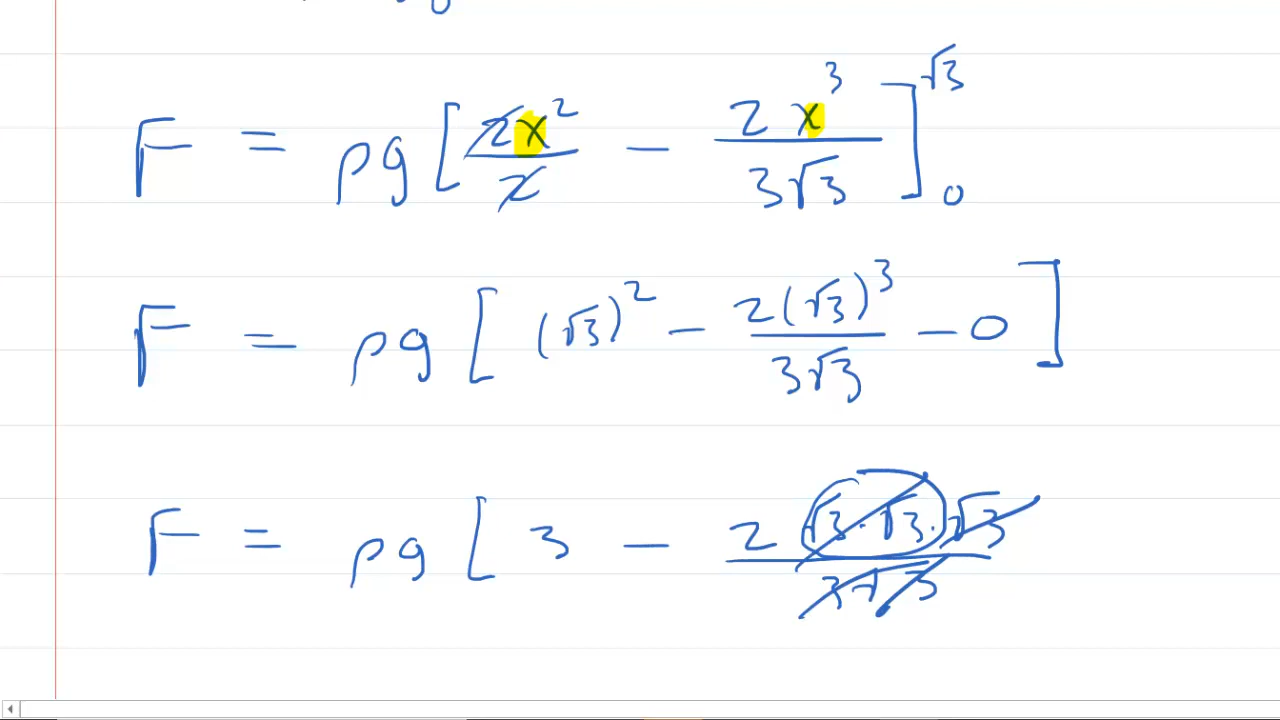 F = ρg[2x²/2 - 2x³/3√3]₀^√3
F = ρg[(√3)² - 2(√3)³/3√3 - 0]
F = ρg[3 - 2√3·√3·√3/3√3